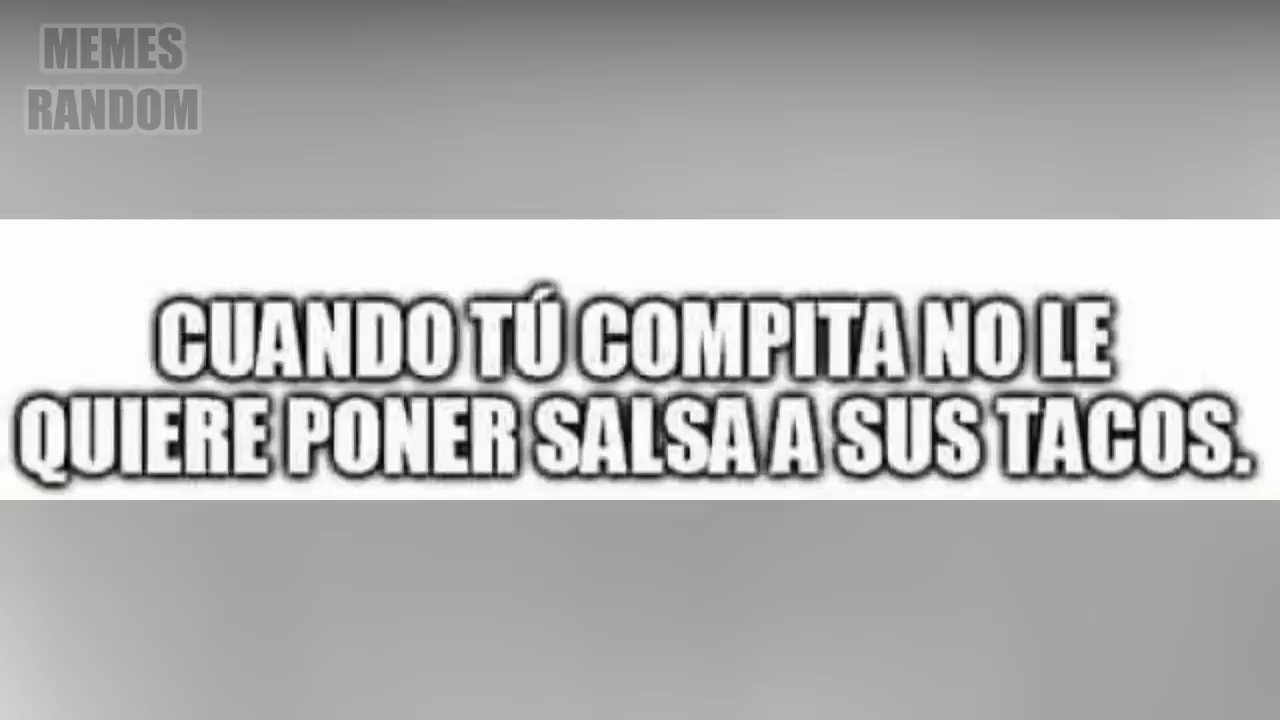 MEMES
RANDOM
CUANDO TÚ COMPITA NO LE
QUIERE PONER SALSA A SUS TACOS.